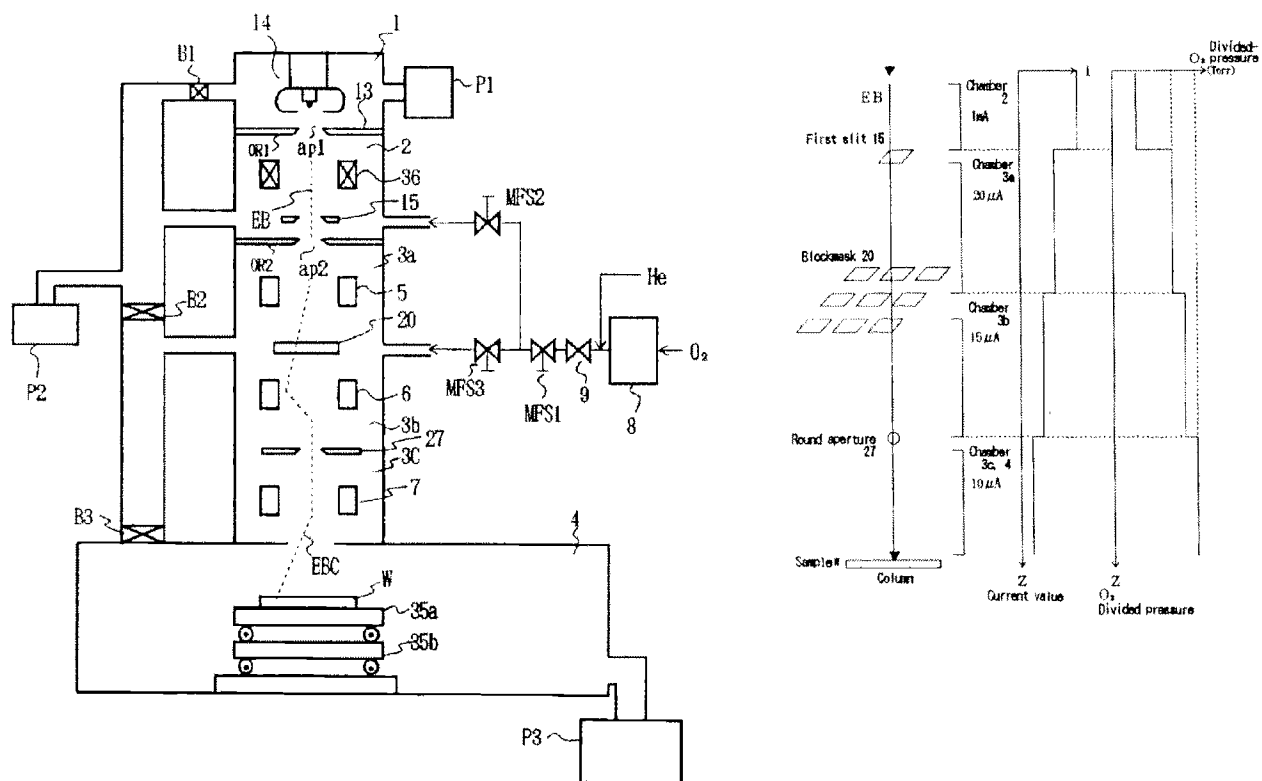 14
1
B1
P1
13
OR1
ap1
2
36
EB
15
MFS2
OR2
ap2
3a
He
B2
5
20
O₂
P2
MFS3
MFS1
9
8
6
3b
27
3C
7
B3
4
EBC
W
35a
35b
P3
Divided-
O₃ pressure
(Torr)
I
EB
Chamber
2
1mA
First slit 15
Chamber
3a
20 μA
Blockmask 20
Chamber
3b
15 μA
Round aperture
27
Chamber
3c, 4
10 μA
Sample W
Column
Z
Current value
Z
O₃
Divided pressure